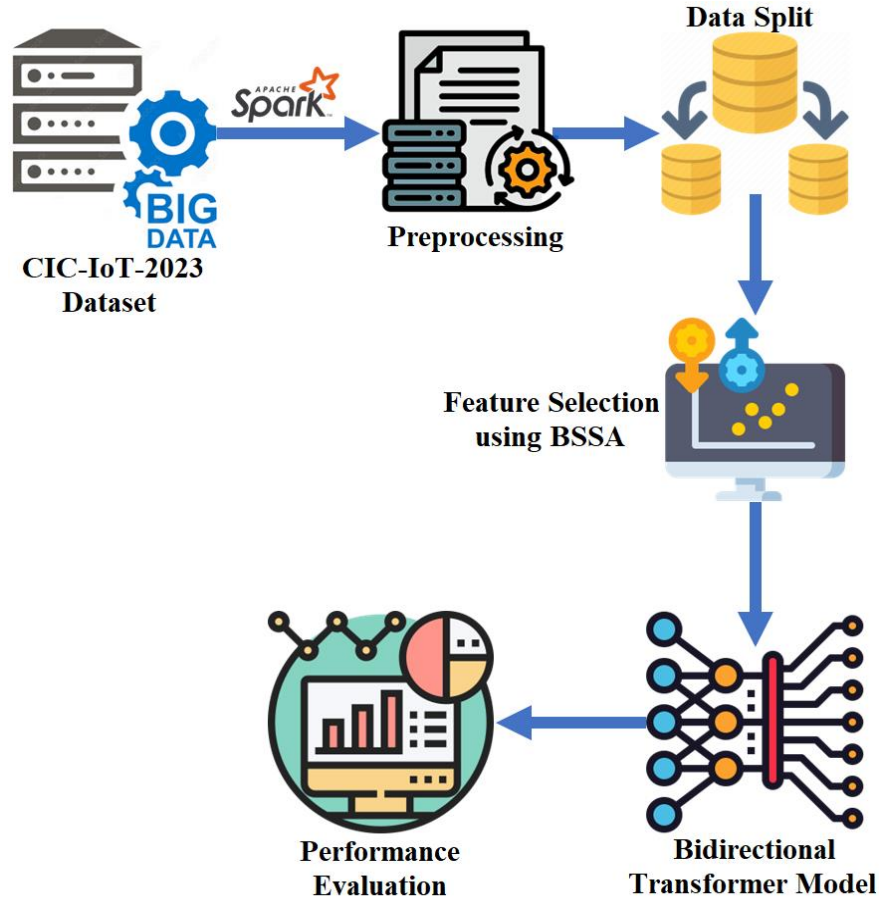 Data Split
APACHE
Spark
BIG
DATA
CIC-IoT-2023
Dataset
Preprocessing
Feature Selection
using BSSA
Performance
Evaluation
Bidirectional
Transformer Model